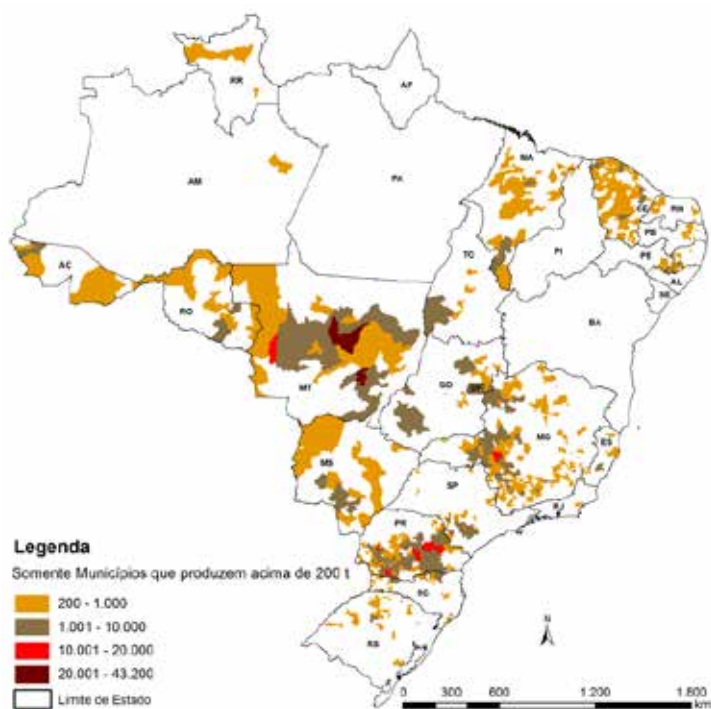 RR
AP
AM
PA
MA
CE
RN
PB
PE
AL
SE
PI
TO
AC
RO
BA
MT
GO
DF
MG
ES
MS
SP
RJ
PR
SC
RS
Legenda
Somente Municípios que produzem acima de 200 t
200 - 1.000
1.001 - 10.000
10.001 - 20.000
20.001 - 43.200
Limite de Estado
N
0 300 600 1.200 1.800
km